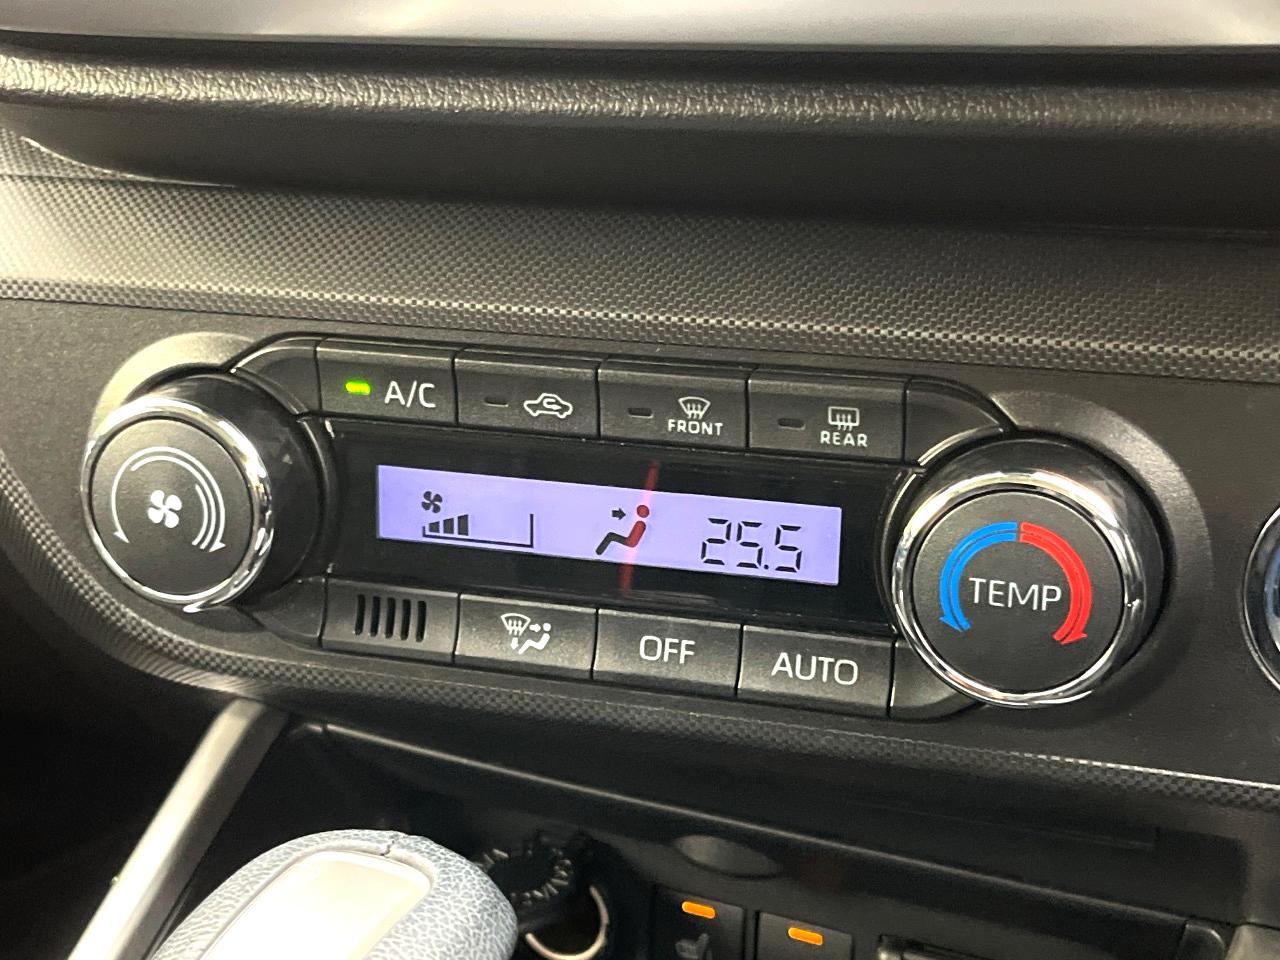 A/C
FRONT
REAR
25.5
TEMP
OFF
AUTO